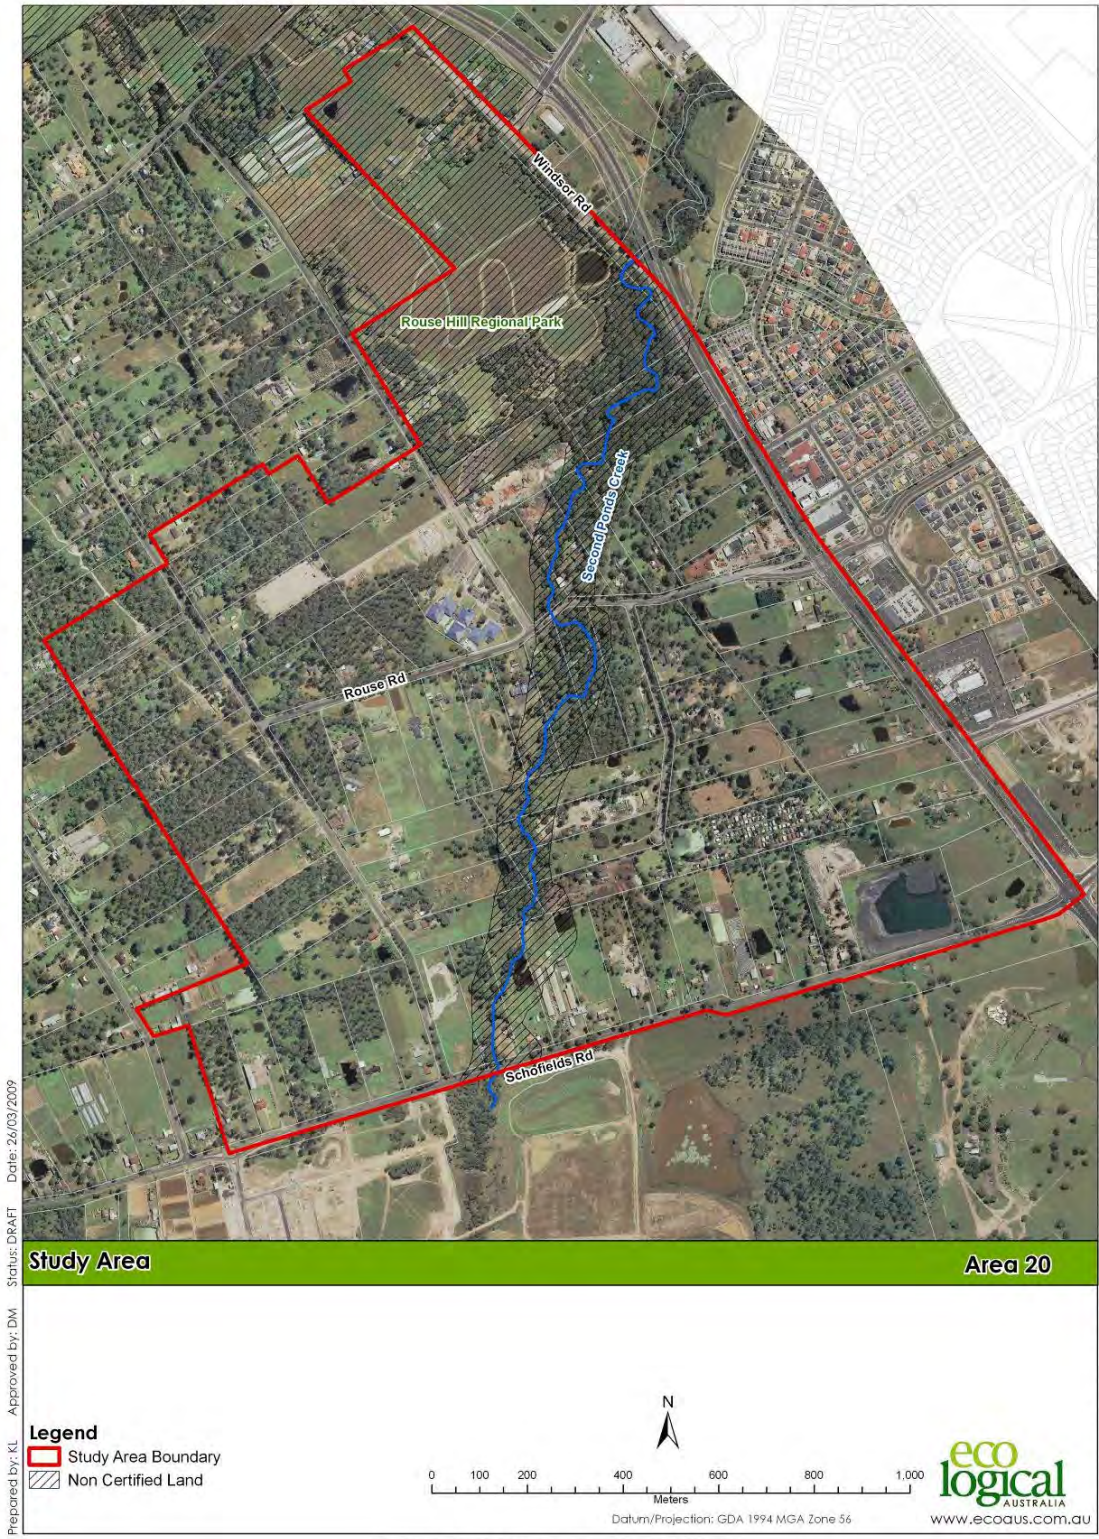 Windsor Rd
Rouse Hill Regional Park
Second Ponds Creek
Rouse Rd
Schofields Rd
Study Area
Area 20
Prepared by: KL Approved by: DM Status: DRAFT Date: 26/03/2009
Legend
Study Area Boundary
Non Certified Land
N
0 100 200 400 600 800 1,000
Meters
Datum/Projection: GDA 1994 MGA Zone 56
eco
logical
AUSTRALIA
www.ecoaus.com.au